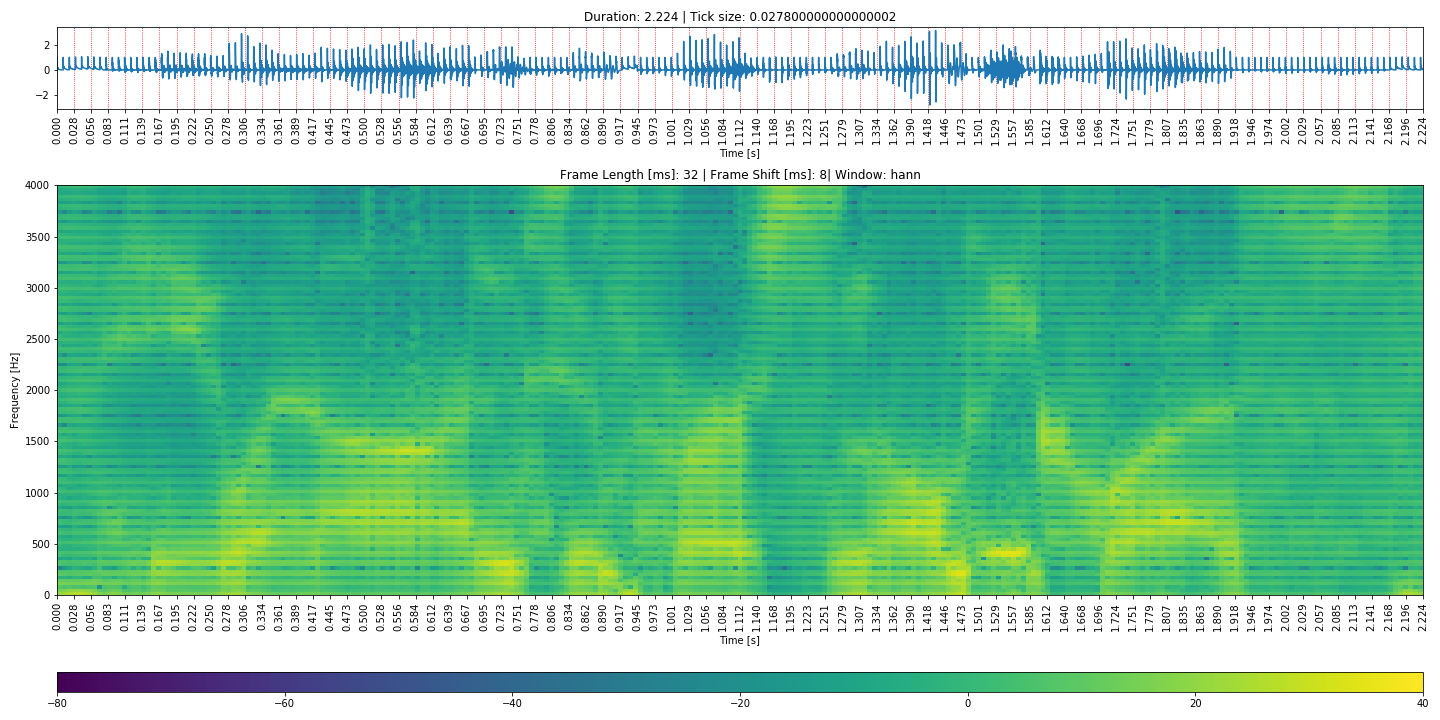 Duration: 2.224 | Tick size: 0.027800000000000002
2
0
−2
0.000 0.028 0.056 0.083 0.111 0.139 0.167 0.195 0.222 0.250 0.278 0.306 0.334 0.361 0.389 0.417 0.445 0.473 0.500 0.528 0.556 0.584 0.612 0.639 0.667 0.695 0.723 0.751 0.778 0.806 0.834 0.862 0.890 0.917 0.945 0.973 1.001 1.029 1.056 1.084 1.112 1.140 1.168 1.195 1.223 1.251 1.279 1.307 1.334 1.362 1.390 1.418 1.446 1.473 1.501 1.529 1.557 1.585 1.612 1.640 1.668 1.696 1.724 1.751 1.779 1.807 1.835 1.863 1.890 1.918 1.946 1.974 2.002 2.029 2.057 2.085 2.113 2.141 2.168 2.196 2.224
Time [s]
Frame Length [ms]: 32 | Frame Shift [ms]: 8| Window: hann
4000
3500
3000
2500
2000
1500
1000
500
0
Frequency [Hz]
0.000 0.028 0.056 0.083 0.111 0.139 0.167 0.195 0.222 0.250 0.278 0.306 0.334 0.361 0.389 0.417 0.445 0.473 0.500 0.528 0.556 0.584 0.612 0.639 0.667 0.695 0.723 0.751 0.778 0.806 0.834 0.862 0.890 0.917 0.945 0.973 1.001 1.029 1.056 1.084 1.112 1.140 1.168 1.195 1.223 1.251 1.279 1.307 1.334 1.362 1.390 1.418 1.446 1.473 1.501 1.529 1.557 1.585 1.612 1.640 1.668 1.696 1.724 1.751 1.779 1.807 1.835 1.863 1.890 1.918 1.946 1.974 2.002 2.029 2.057 2.085 2.113 2.141 2.168 2.196 2.224
Time [s]
−80 −60 −40 −20 0 20 40